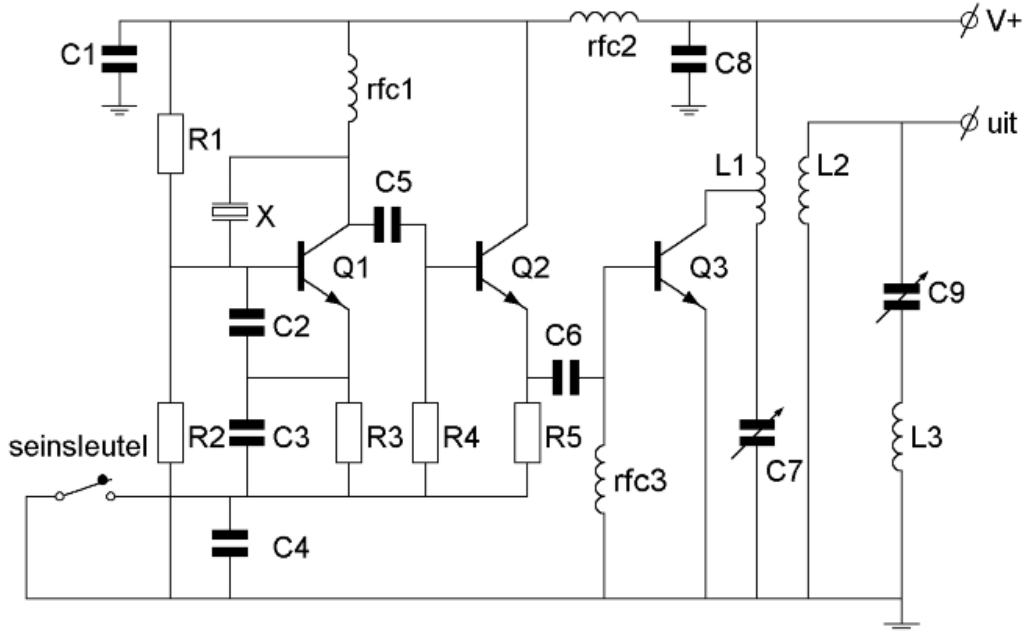 V+
C1
rfc2
C8
rfc1
uit
R1
L1
L2
C5
X
Q1
Q2
Q3
C9
C2
C6
seinsleutel
R2
C3
R3
R4
R5
L3
rfc3
C7
C4